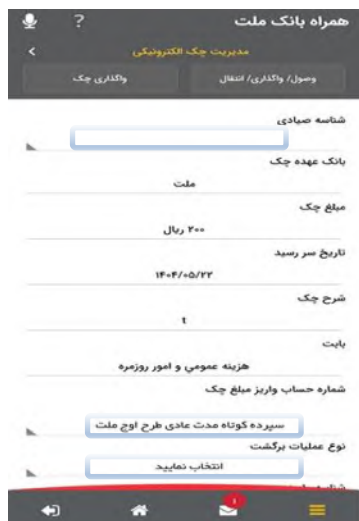 همراه بانک ملت
?
مدیریت چک الکترونیکی
وصول/ واگذاری/ انتقال
واگذاری چک
شناسه صیادی
بانک عهده چک
ملت
مبلغ چک
۲۰۰ ریال
تاریخ سر رسید
۱۴۰۴/۰۵/۲۲
شرح چک
t
بابت
هزینه عمومي و امور روزمره
شماره حساب واریز مبلغ چک
سپرده کوتاه مدت عادی طرح اوج ملت
نوع عملیات برگشت
انتخاب نمایید